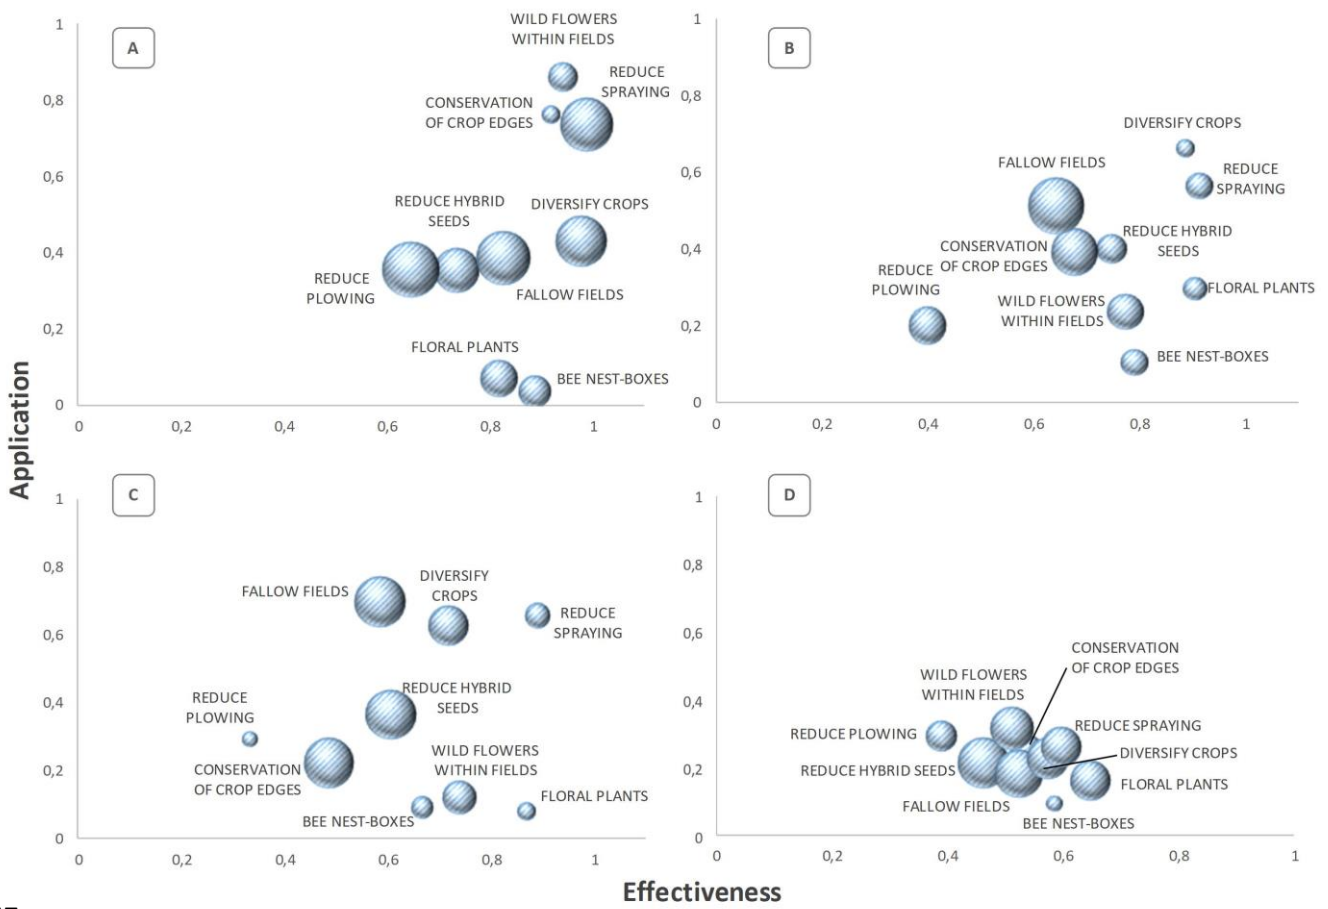 A
1
0,8
0,6
0,4
0,2
0
0
0,2
0,4
0,6
0,8
1
WILD FLOWERS
WITHIN FIELDS
REDUCE
SPRAYING
CONSERVATION
OF CROP EDGES
REDUCE HYBRID
SEEDS
DIVERSIFY CROPS
REDUCE
PLOWING
FALLOW FIELDS
FLORAL PLANTS
BEE NEST-BOXES
B
1
0,8
0,6
0,4
0,2
0
0
0,2
0,4
0,6
0,8
1
DIVERSIFY CROPS
FALLOW FIELDS
REDUCE
SPRAYING
REDUCE HYBRID
SEEDS
CONSERVATION
OF CROP EDGES
REDUCE
PLOWING
FLORAL PLANTS
WILD FLOWERS
WITHIN FIELDS
BEE NEST-BOXES
Application
C
1
0,8
0,6
0,4
0,2
0
0
0,2
0,4
0,6
0,8
1
FALLOW FIELDS
DIVERSIFY
CROPS
REDUCE
SPRAYING
REDUCE HYBRID
SEEDS
REDUCE
PLOWING
CONSERVATION
OF CROP EDGES
WILD FLOWERS
WITHIN FIELDS
FLORAL PLANTS
BEE NEST-BOXES
D
1
0,8
0,6
0,4
0,2
0
0
0,2
0,4
0,6
0,8
1
CONSERVATION
OF CROP EDGES
WILD FLOWERS
WITHIN FIELDS
REDUCE SPRAYING
REDUCE PLOWING
DIVERSIFY CROPS
REDUCE HYBRID SEEDS
FLORAL PLANTS
FALLOW FIELDS
BEE NEST-BOXES
Effectiveness